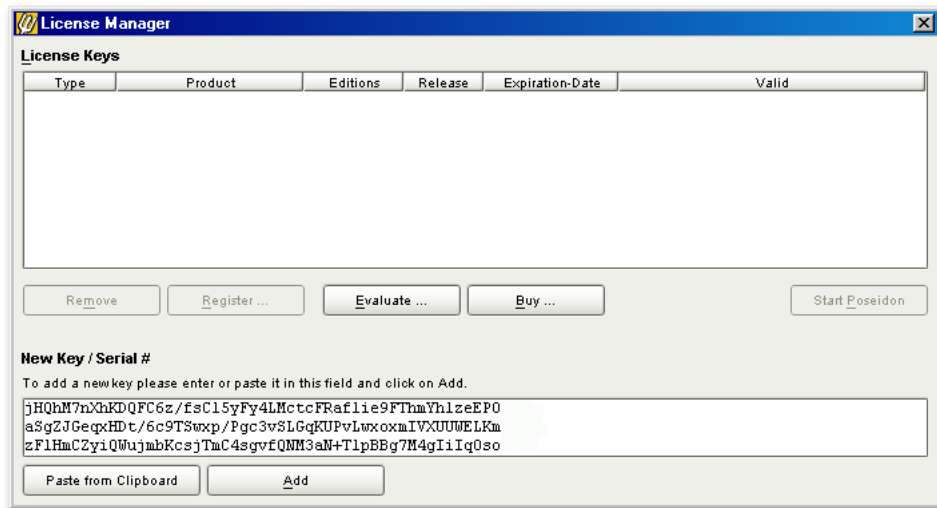 License Manager
License Keys
Type Product Editions Release Expiration-Date Valid
Remove Register ... Evaluate ... Buy ... Start Poseidon
New Key / Serial #
To add a new key please enter or paste it in this field and click on Add.
jHQhM7nXhKDQFC6z/fsCl5yFy4LMctcFRaflie9FThmYhlzeEP0
aSgZJGeqxHDt/6c9TSwxp/Pgc3vSLGqKUPvLwxoxmIVXUUWELKm
zFlHmCZyiQWujmbKcsjTmC4sgvfQNM3aN+TlpBBg7M4gIiIqOso
Paste from Clipboard Add